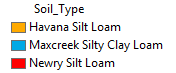 Soil_Type
Havana Silt Loam
Maxcreek Silty Clay Loam
Newry Silt Loam